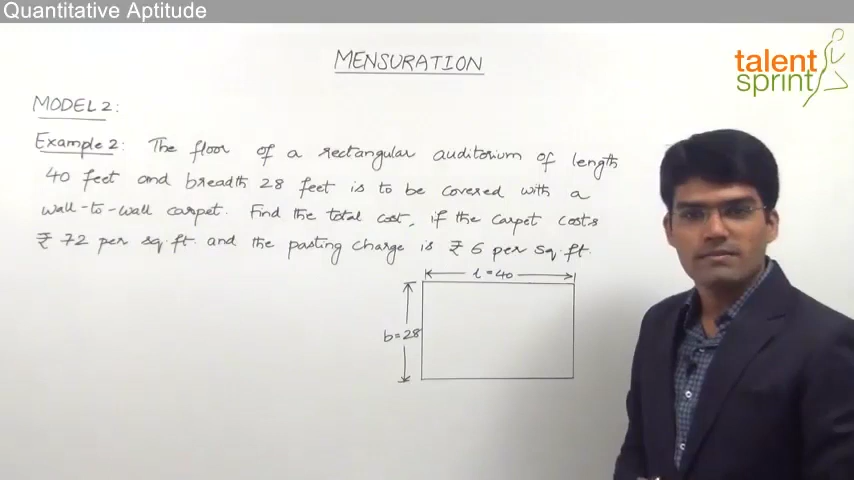 Quantitative Aptitude
MENSURATION
talent
sprint
MODEL 2:
Example 2: The floor of a rectangular auditorium of length
40 feet and breadth 28 feet is to be covered with a
wall-to-wall carpet. Find the total cost, if the carpet costs
₹ 72 per sq.ft and the pasting charge is ₹ 6 per sq.ft.
l = 40
b = 28